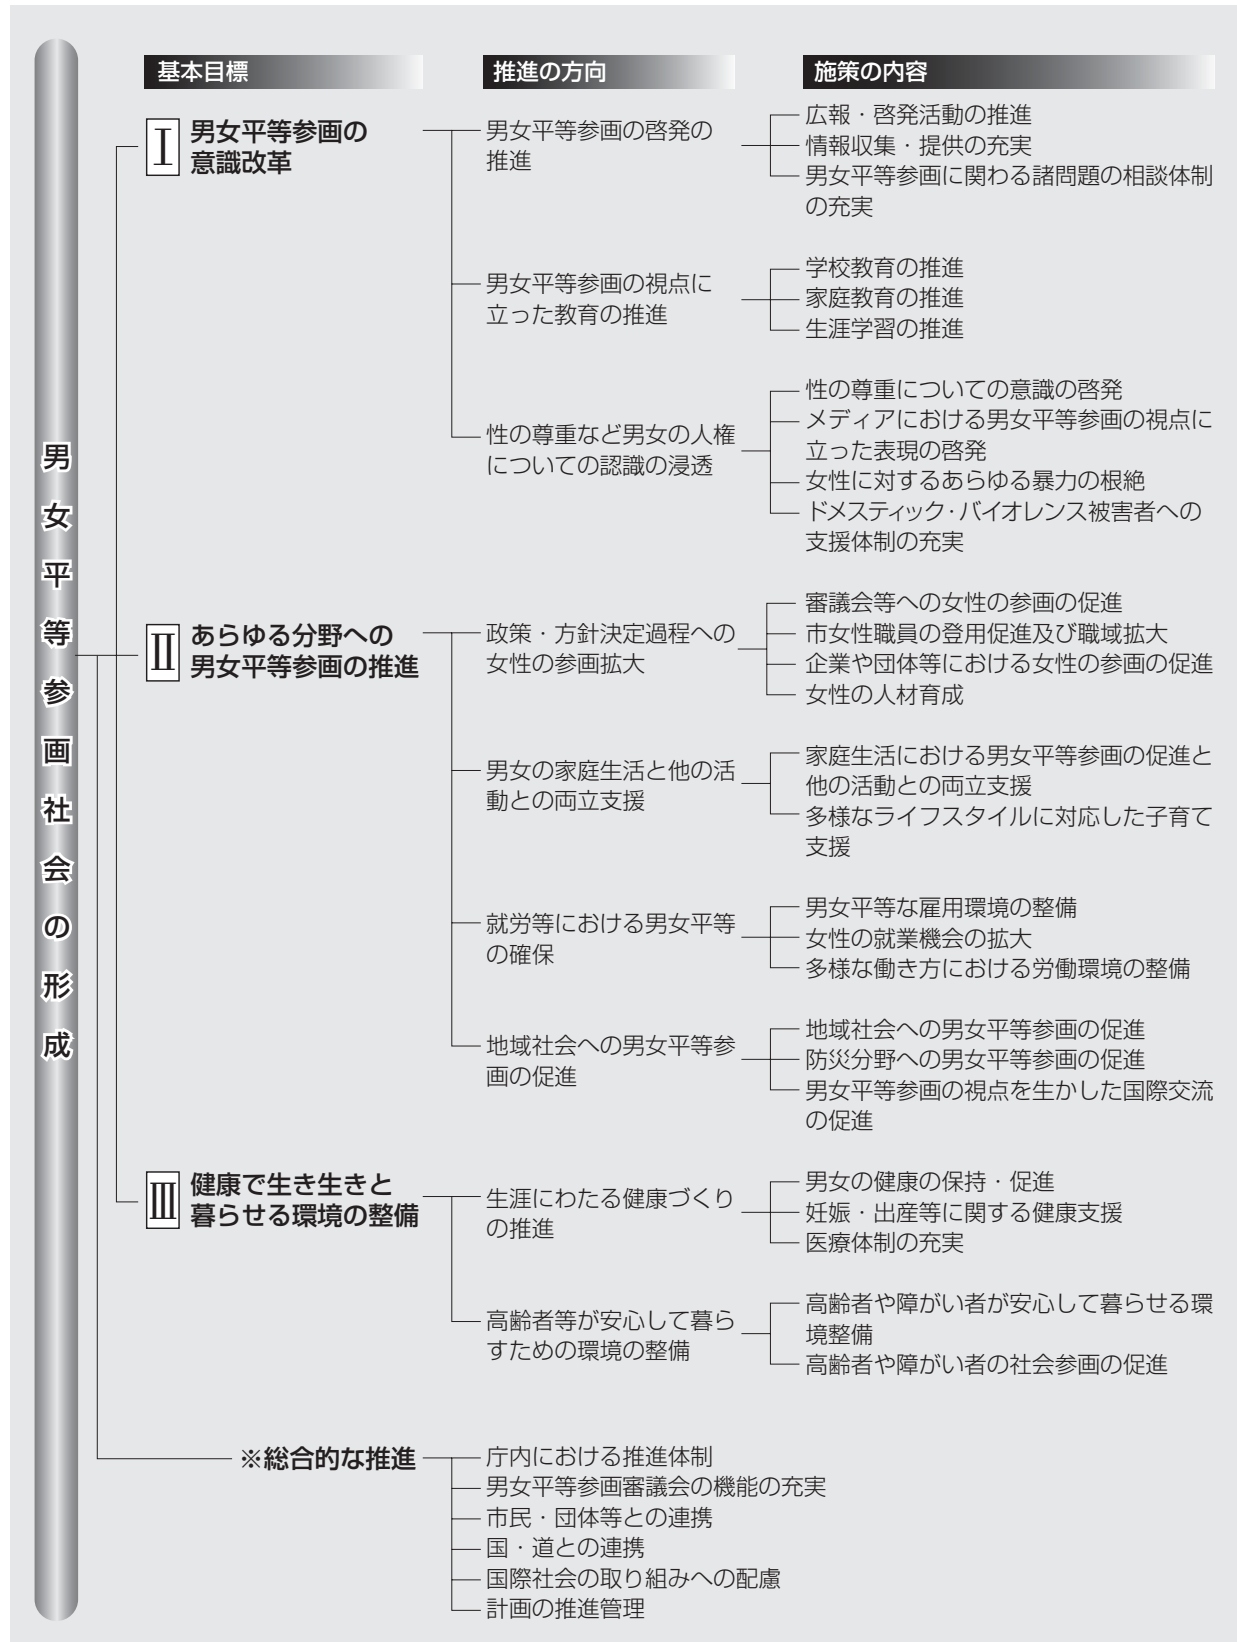 男女平等参画社会の形成
基本目標
推進の方向
施策の内容
Ⅰ
男女平等参画の
意識改革
男女平等参画の啓発の
推進
広報・啓発活動の推進
情報収集・提供の充実
男女平等参画に関わる諸問題の相談体制
の充実
男女平等参画の視点に
立った教育の推進
学校教育の推進
家庭教育の推進
生涯学習の推進
性の尊重など男女の人権
についての認識の浸透
性の尊重についての意識の啓発
メディアにおける男女平等参画の視点に
立った表現の啓発
女性に対するあらゆる暴力の根絶
ドメスティック・バイオレンス被害者への
支援体制の充実
Ⅱ
あらゆる分野への
男女平等参画の推進
政策・方針決定過程への
女性の参画拡大
審議会等への女性の参画の促進
市女性職員の登用促進及び職域拡大
企業や団体等における女性の参画の促進
女性の人材育成
男女の家庭生活と他の活
動との両立支援
家庭生活における男女平等参画の促進と
他の活動との両立支援
多様なライフスタイルに対応した子育て
支援
就労等における男女平等
の確保
男女平等な雇用環境の整備
女性の就業機会の拡大
多様な働き方における労働環境の整備
地域社会への男女平等参
画の促進
地域社会への男女平等参画の促進
防災分野への男女平等参画の促進
男女平等参画の視点を生かした国際交流
の促進
Ⅲ
健康で生き生きと
暮らせる環境の整備
生涯にわたる健康づくり
の推進
男女の健康の保持・促進
妊娠・出産等に関する健康支援
医療体制の充実
高齢者等が安心して暮ら
すための環境の整備
高齢者や障がい者が安心して暮らせる環
境整備
高齢者や障がい者の社会参画の促進
※総合的な推進
庁内における推進体制
男女平等参画審議会の機能の充実
市民・団体等との連携
国・道との連携
国際社会の取り組みへの配慮
計画の推進管理